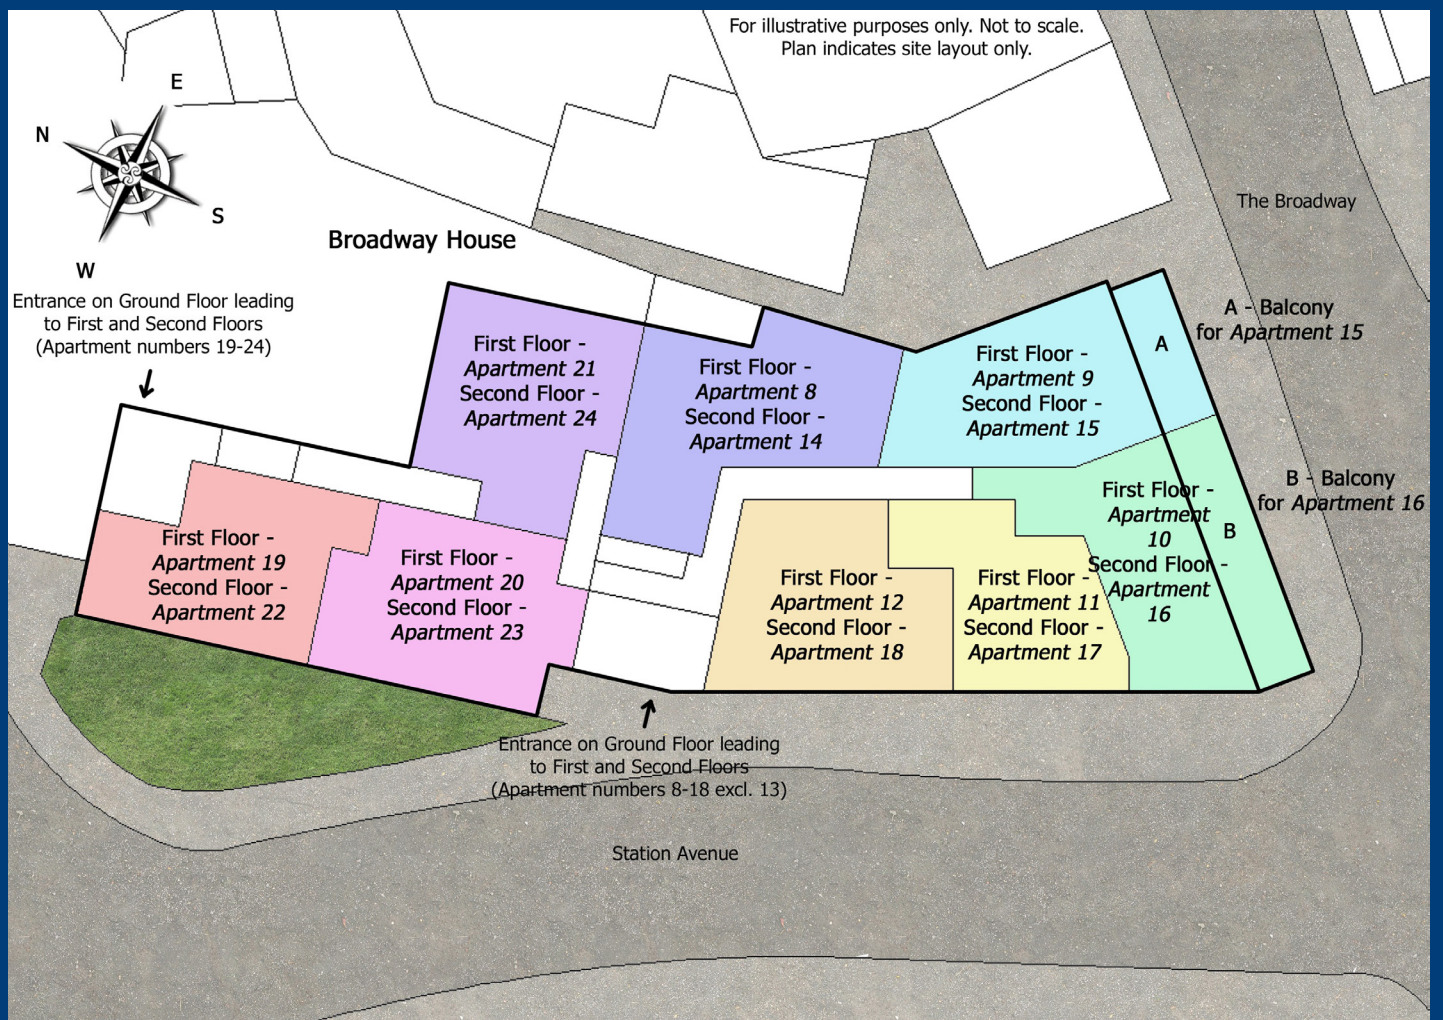 For illustrative purposes only. Not to scale.
Plan indicates site layout only.
E
N
S
W
The Broadway
Broadway House
Entrance on Ground Floor leading
to First and Second Floors
(Apartment numbers 19-24)
A - Balcony
for Apartment 15
First Floor -
Apartment 21
Second Floor -
Apartment 24
First Floor -
Apartment 8
Second Floor -
Apartment 14
First Floor -
Apartment 9
Second Floor -
Apartment 15
A
B - Balcony
for Apartment 16
First Floor -
Apartment
10
Second Floor -
Apartment
16
B
First Floor -
Apartment 19
Second Floor -
Apartment 22
First Floor -
Apartment 20
Second Floor -
Apartment 23
First Floor -
Apartment 12
Second Floor -
Apartment 18
First Floor -
Apartment 11
Second Floor -
Apartment 17
Entrance on Ground Floor leading
to First and Second Floors
(Apartment numbers 8-18 excl. 13)
Station Avenue